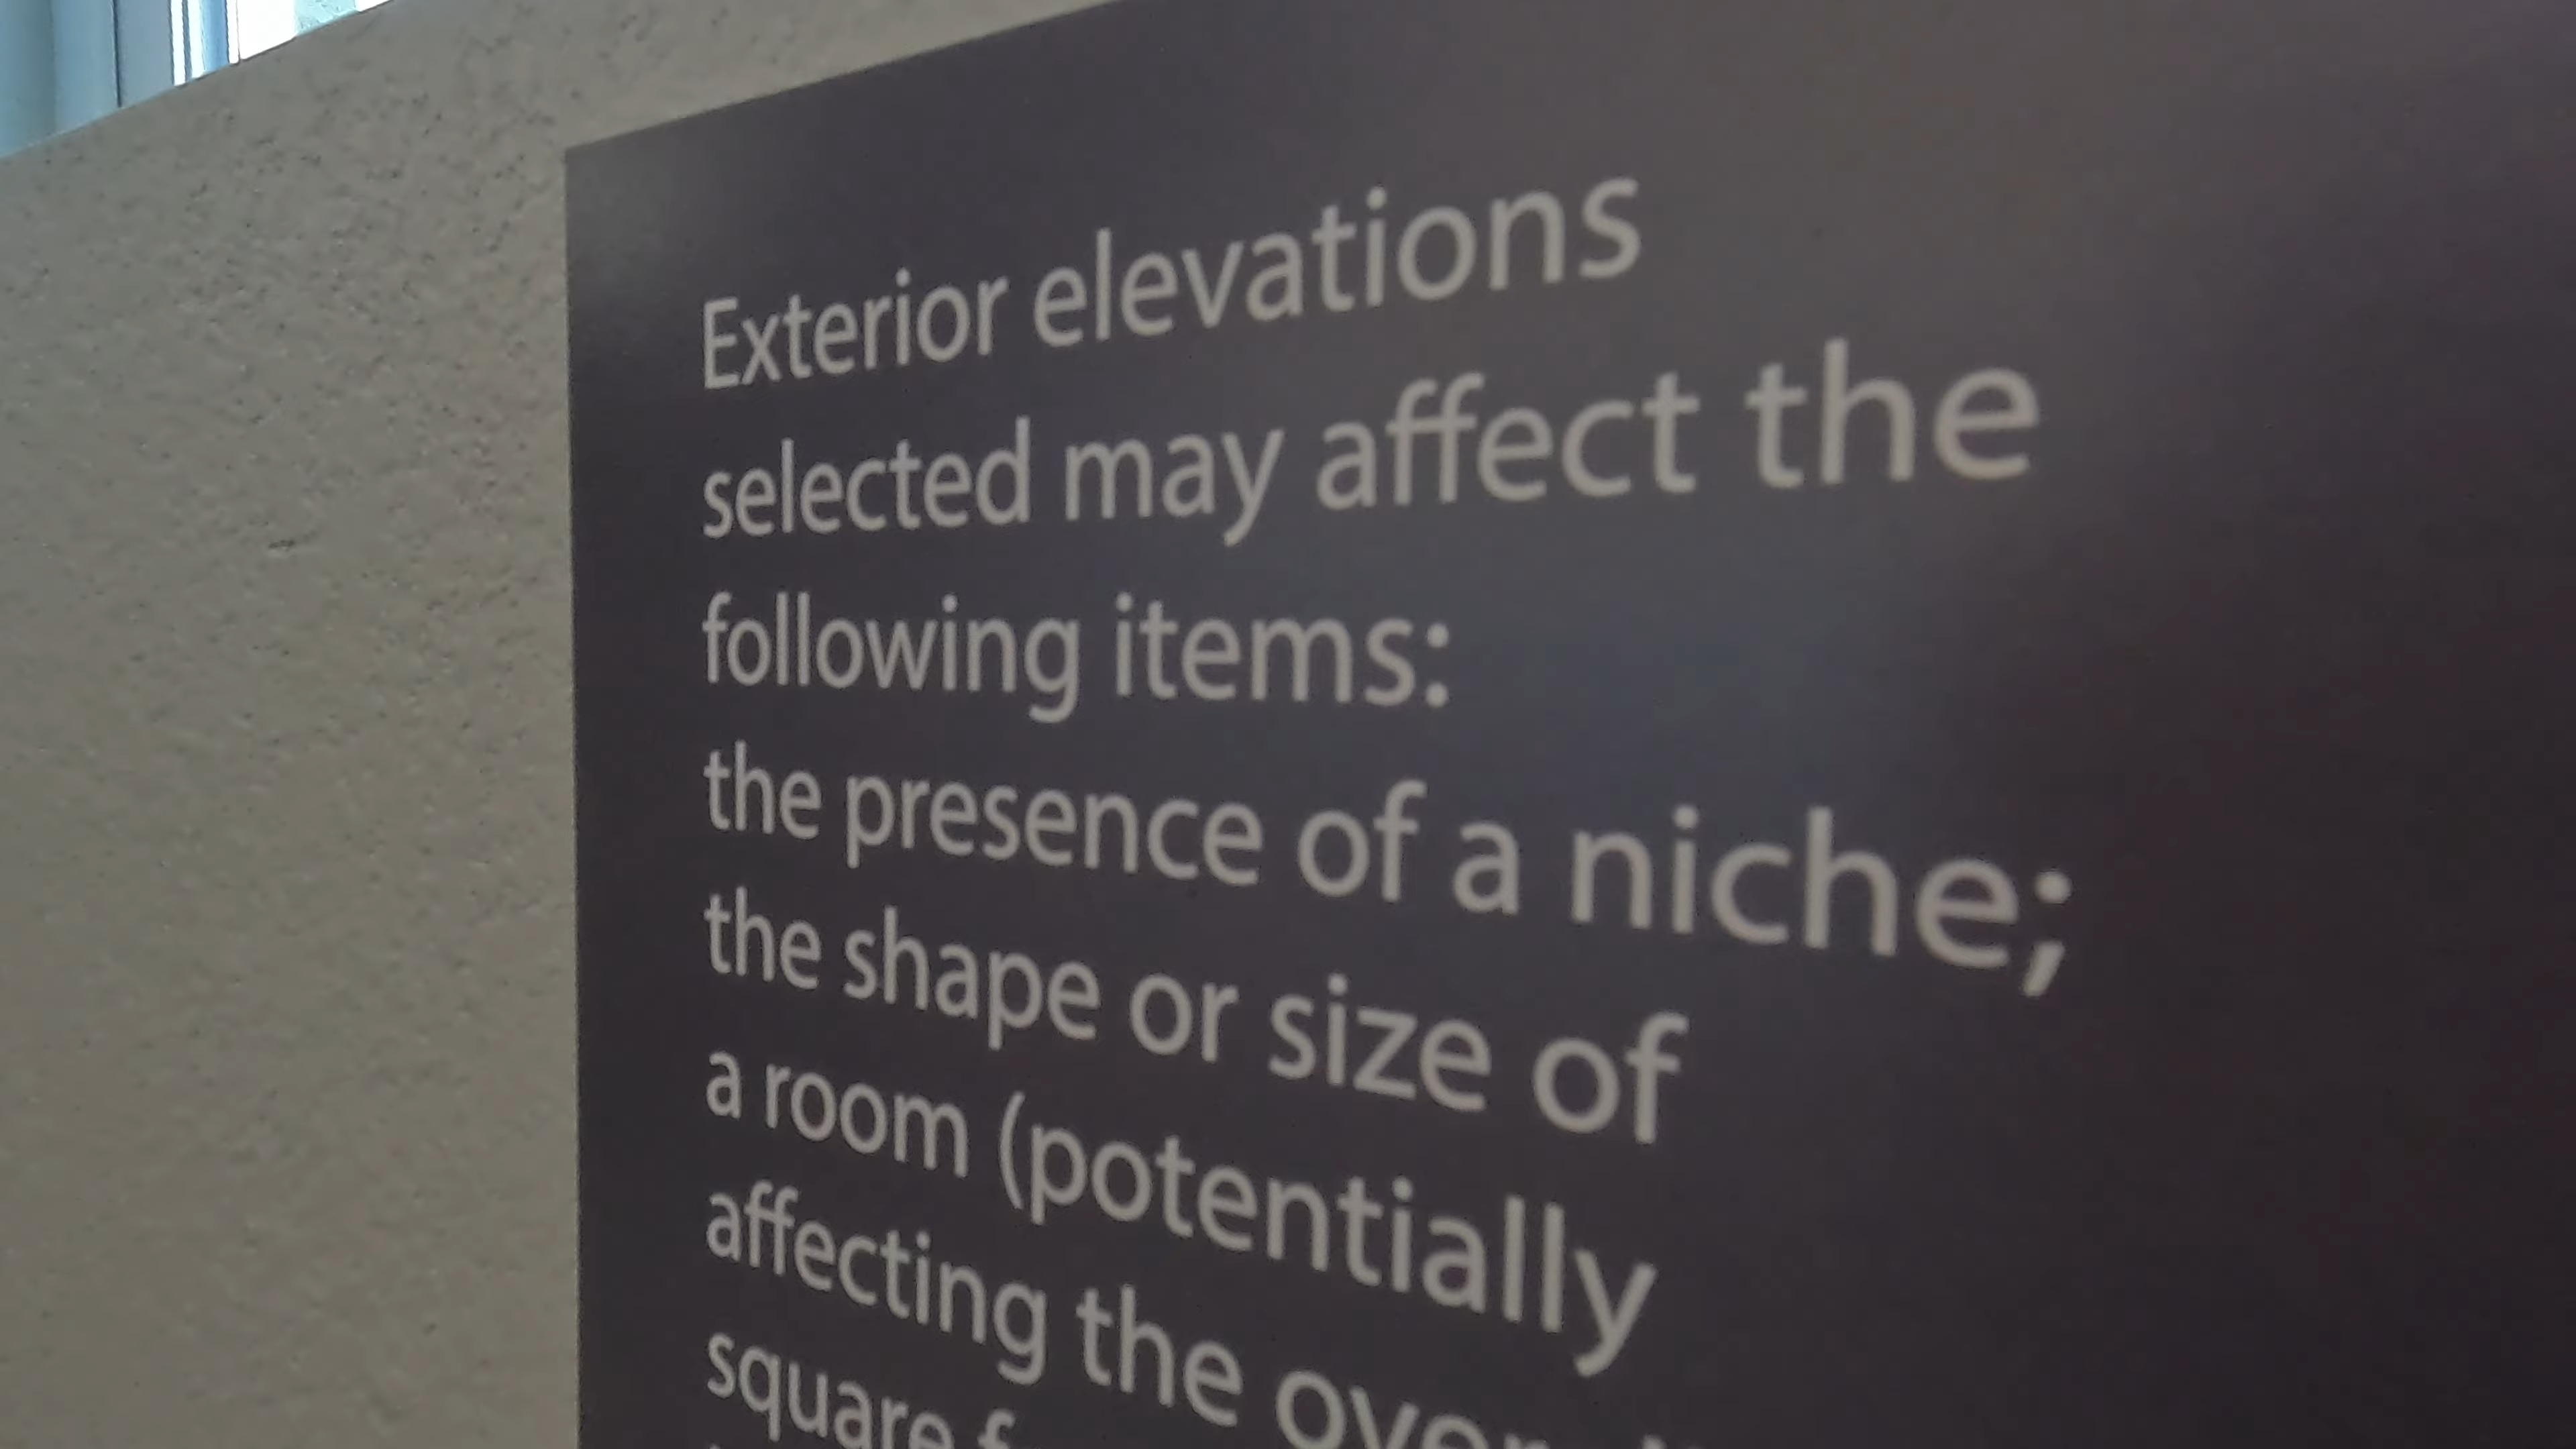 Exterior elevations
selected may affect the
following items:
the presence of a niche;
the shape or size of
a room (potentially
affecting the
square